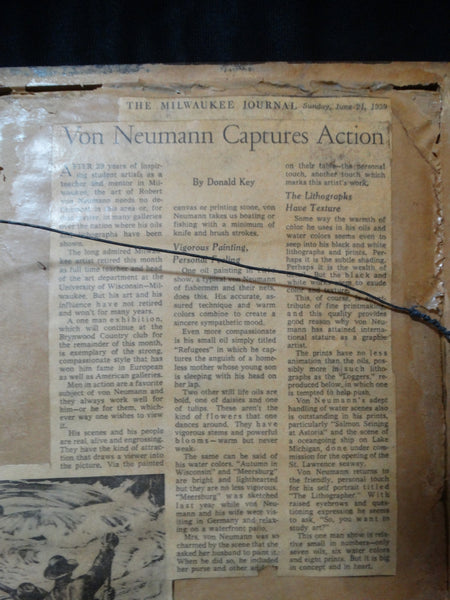 THE MILWAUKEE JOURNAL Sunday, June 21, 1959
Von Neumann Captures Action
By Donald Key
AFTER 29 years of inspir-
ing student artists as a
teacher and mentor in Mil-
waukee, the art of Robert
von Neumann needs no de-
in his area or, for
in many galleries
over the nation where his oils
lithographs have been
shown.
The long admired Milwau-
kee artist retired this month
as full time teacher and head
of the art department at the
University of Wisconsin—Mil-
waukee. But his art and his
influence have not retired
and won't for many years.
A one man exhibition,
which will continue at the
Brynwood Country club for
the remainder of this month,
is exemplary of the strong,
compassionate style that has
won him fame in European
as well as American galleries.
Men in action are a favorite
subject of von Neumann and
they always work well for
him—or he for them, which-
ever way one wishes to view
it.
His scenes and his people
are real, alive and engrossing.
They have the kind of attrac-
tion that draws a viewer into
the picture. Via the painted
canvas or printing stone, von
Neumann takes us boating or
fishing with a minimum of
knife and brush strokes.
Vigorous Painting,
Personal Feeling
One oil painting in
show, a typical von Neumann
of fishermen and their nets,
does this. His accurate, as-
sured technique and warm
colors combine to create a
sincere sympathetic mood.
Even more compassionate
is his small oil simply titled
"Refugees" in which he cap-
tures the anguish of a home-
less mother whose young son
is sleeping with his head on
her lap.
Two other still life oils are
bold, one of daisies and one
of tulips. These aren't the
kind of flowers that one
dances around. They have
vigorous stems and powerful
blooms—warm but never
weak.
The same can be said of
his water colors. "Autumn in
Wisconsin" and "Meersburg"
are bright and lighthearted
but they are no less vigorous.
"Meersburg" was sketched
last year while von Neu-
mann and his wife were vis-
iting in Germany and relax-
ing on a waterfront patio.
Mrs. von Neumann was so
charmed by the scene that she
asked her husband to paint it.
When he did so, he included
her purse and other
on their table—the personal
touch, another touch which
marks this artist's work.
The Lithographs
Have Texture
Some way the warmth of
color he uses in his oils and
water colors seems even to
seep into his black and white
lithographs and prints. Per-
haps it is the subtle shading.
Perhaps it is the wealth of
But the black and
white works seem to exude
color
This, of course, is an at-
tribute of fine printmaking
and this quality provides
good reason why von Neu-
mann has attained interna-
tional stature as a graphic
artist.
The prints have no less
animation than the oils, pos-
sibly more in such litho-
graphs as the "Loggers," re-
produced below, in which one
is tempted to help push.
Von Neumann's adept
handling of water scenes also
is outstanding in his prints,
particularly "Salmon Seining
at Astoria" and the scene of
a oceangoing ship on Lake
Michigan, done under com-
mission for the opening of the
St. Lawrence seaway.
Von Neumann returns to
the friendly, personal touch
for his self portrait titled
"The Lithographer." With
raised eyebrows and ques-
tioning expression he seems
to ask, "So, you want to
study art?"
This one man show is rela-
tive small in numbers—only
seven oils, six water colors
and eight prints. But it is big
in concept and in heart.